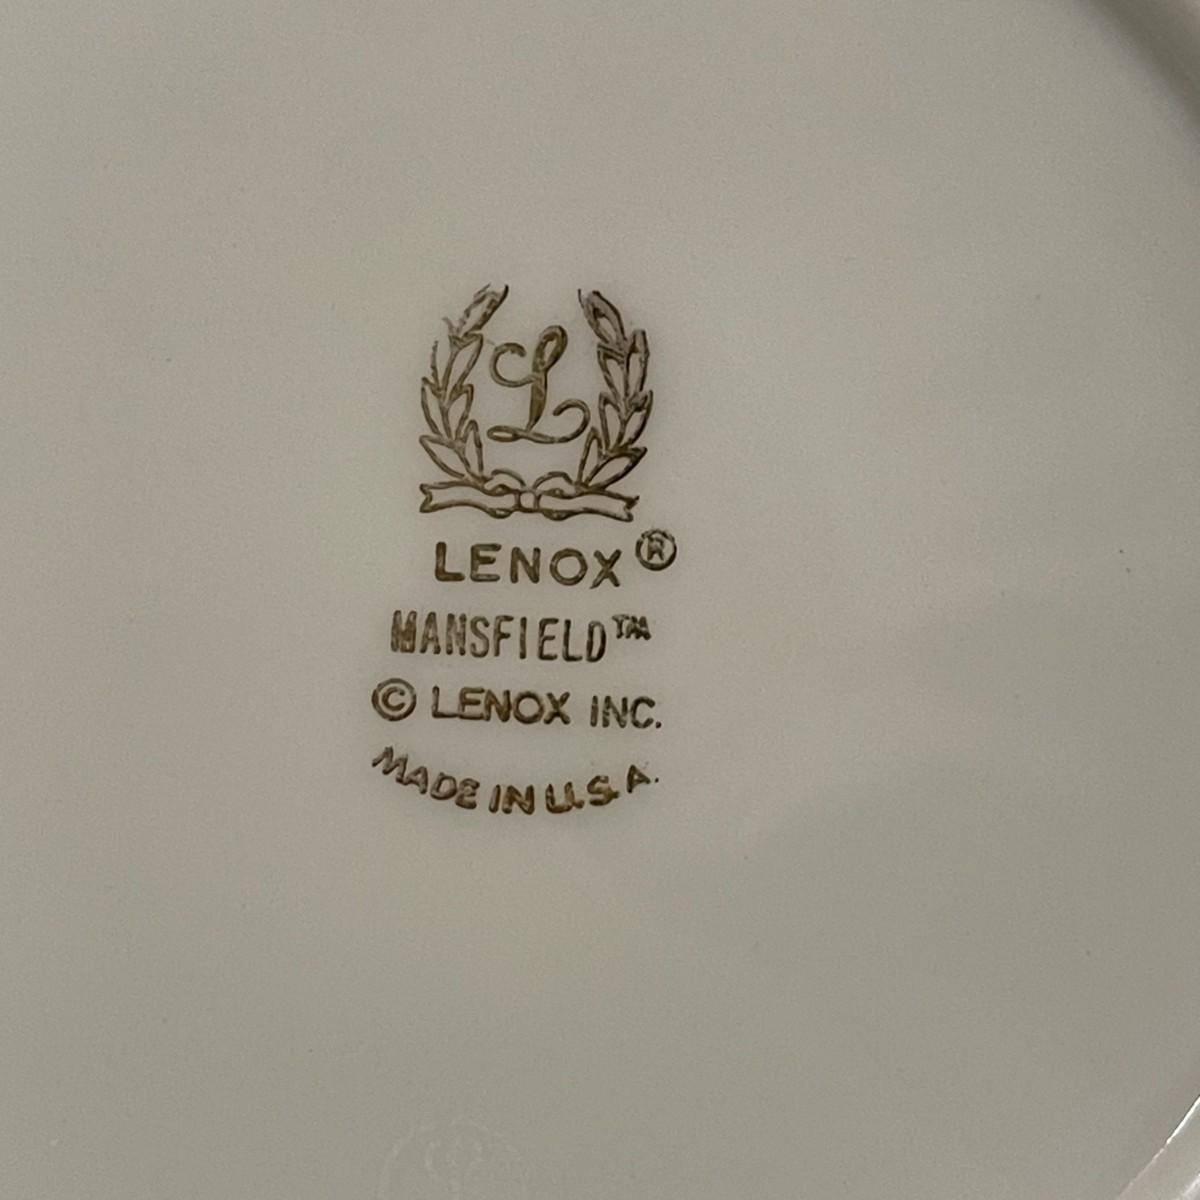 L
LENOX®
MANSFIELD™
© LENOX INC.
MADE IN U.S.A.